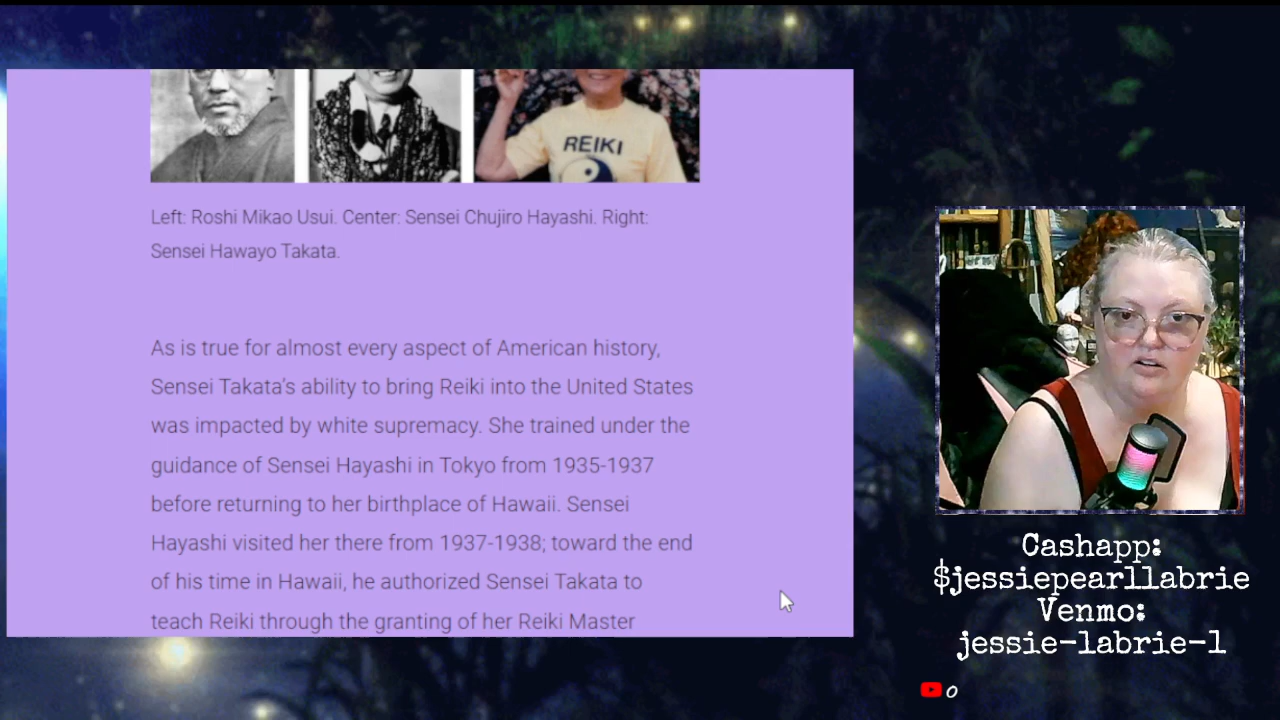 REIKI
Left: Roshi Mikao Usui. Center: Sensei Chujiro Hayashi. Right:
Sensei Hawayo Takata.
As is true for almost every aspect of American history,
Sensei Takata's ability to bring Reiki into the United States
was impacted by white supremacy. She trained under the
guidance of Sensei Hayashi in Tokyo from 1935-1937
before returning to her birthplace of Hawaii. Sensei
Hayashi visited her there from 1937-1938; toward the end
of his time in Hawaii, he authorized Sensei Takata to
teach Reiki through the granting of her Reiki Master
Cashapp:
$jessiepearllabrie
Venmo:
jessie-labrie-1
0